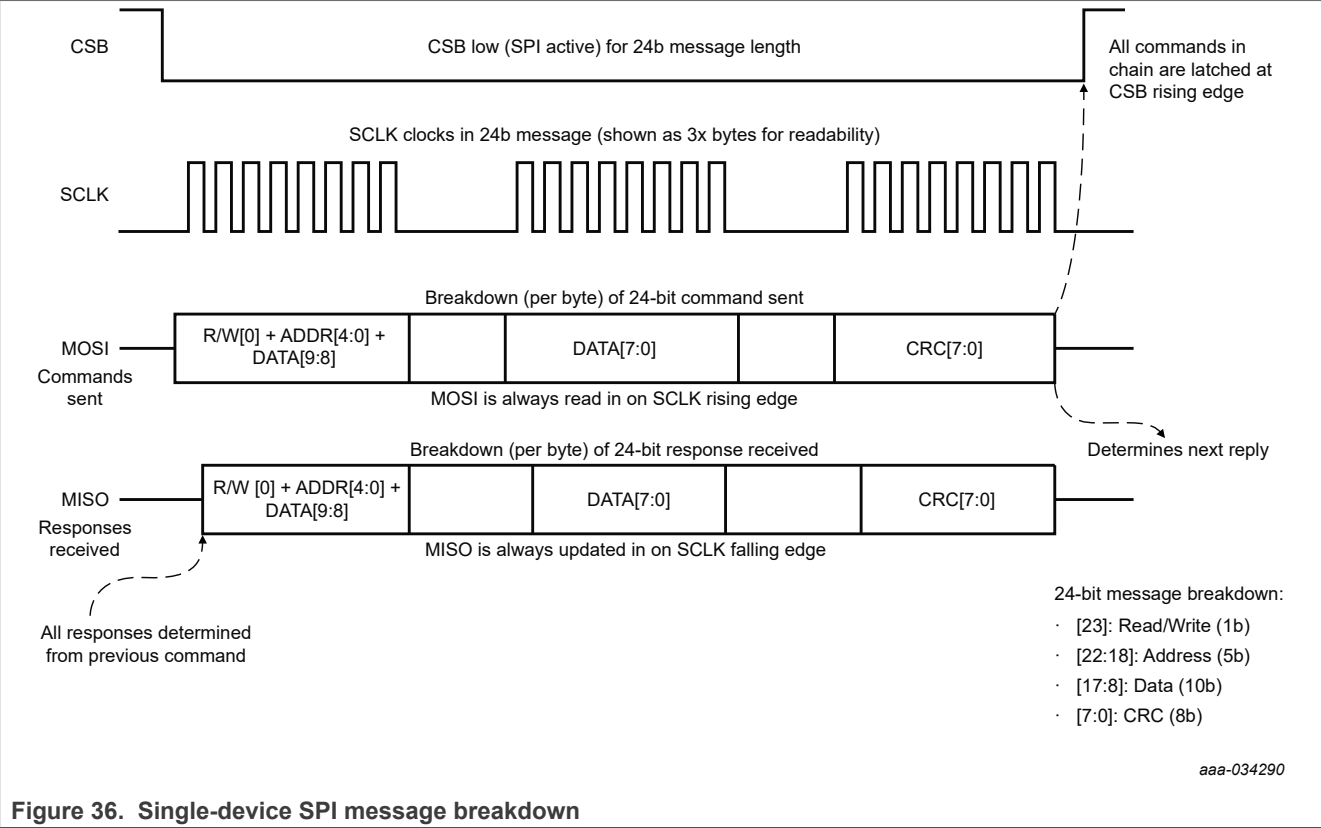 CSB
CSB low (SPI active) for 24b message length
All commands in
chain are latched at
CSB rising edge
SCLK clocks in 24b message (shown as 3x bytes for readability)
SCLK
Breakdown (per byte) of 24-bit command sent
MOSI
Commands
sent
R/W[0] + ADDR[4:0] +
DATA[9:8]
DATA[7:0]
CRC[7:0]
MOSI is always read in on SCLK rising edge
Determines next reply
Breakdown (per byte) of 24-bit response received
MISO
Responses
received
R/W [0] + ADDR[4:0] +
DATA[9:8]
DATA[7:0]
CRC[7:0]
MISO is always updated in on SCLK falling edge
All responses determined
from previous command
24-bit message breakdown:
· [23]: Read/Write (1b)
· [22:18]: Address (5b)
· [17:8]: Data (10b)
· [7:0]: CRC (8b)
aaa-034290
Figure 36. Single-device SPI message breakdown